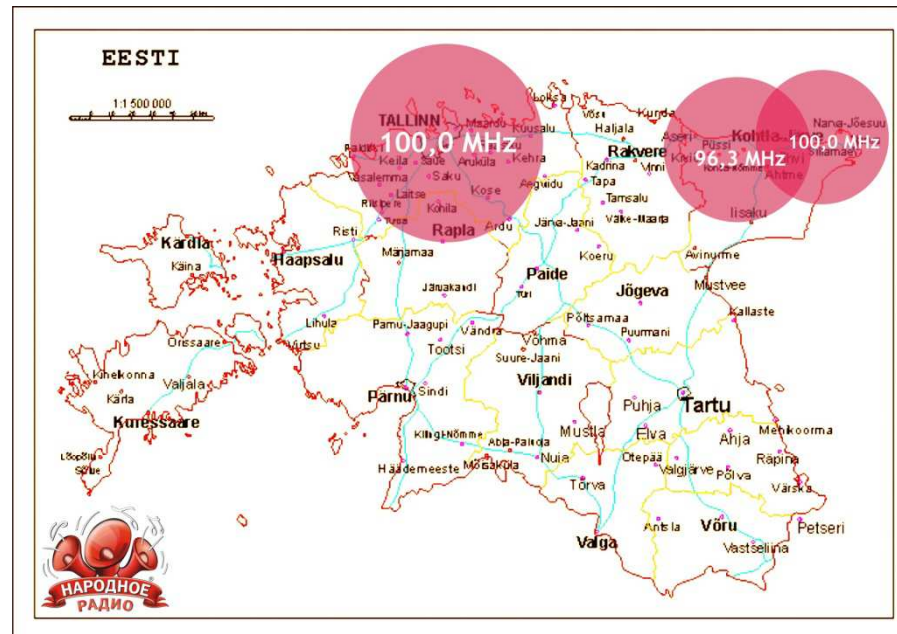 EESTI
1:1 500 000
TALLINN
100,0 MHz
Keila
Saue
Aruküla
Saku
Laitse
Kohila
Kose
Rapla
Ardu
Risti
Loksa
Kuusalu
Kehra
Aegviidu
Võsu
Haljala
Kunda
Rakvere
Kadrina
Vinni
Tapa
Tamsalu
Väike-Maarja
Järva-Jaani
Koeru
Aseri
Püssi
Kohtla
96,3 MHz
Ahtme
Iisaku
Narva-Jõesuu
100,0 MHz
Sillamäe
Avinurme
Mustvee
Kärdla
Käina
Haapsalu
Märjamaa
Järvakandi
Paide
Türi
Jõgeva
Põltsamaa
Puurmani
Kallaste
Lihula
Virtsu
Pärnu-Jaagupi
Vändra
Tootsi
Võhma
Suure-Jaani
Viljandi
Orissaare
Kihelkonna
Valjala
Kärla
Kuressaare
Pärnu
Sindi
Kilingi-Nõmme
Abja-Paluoja
Mõisaküla
Nuia
Häädemeeste
Mustla
Puhja
Tartu
Elva
Otepää
Valgjärve
Ahja
Mehikoorma
Räpina
Põlva
Värska
Tõrva
Antsla
Võru
Petseri
Valga
Vastseliina
НАРОДНОЕ
РАДИО